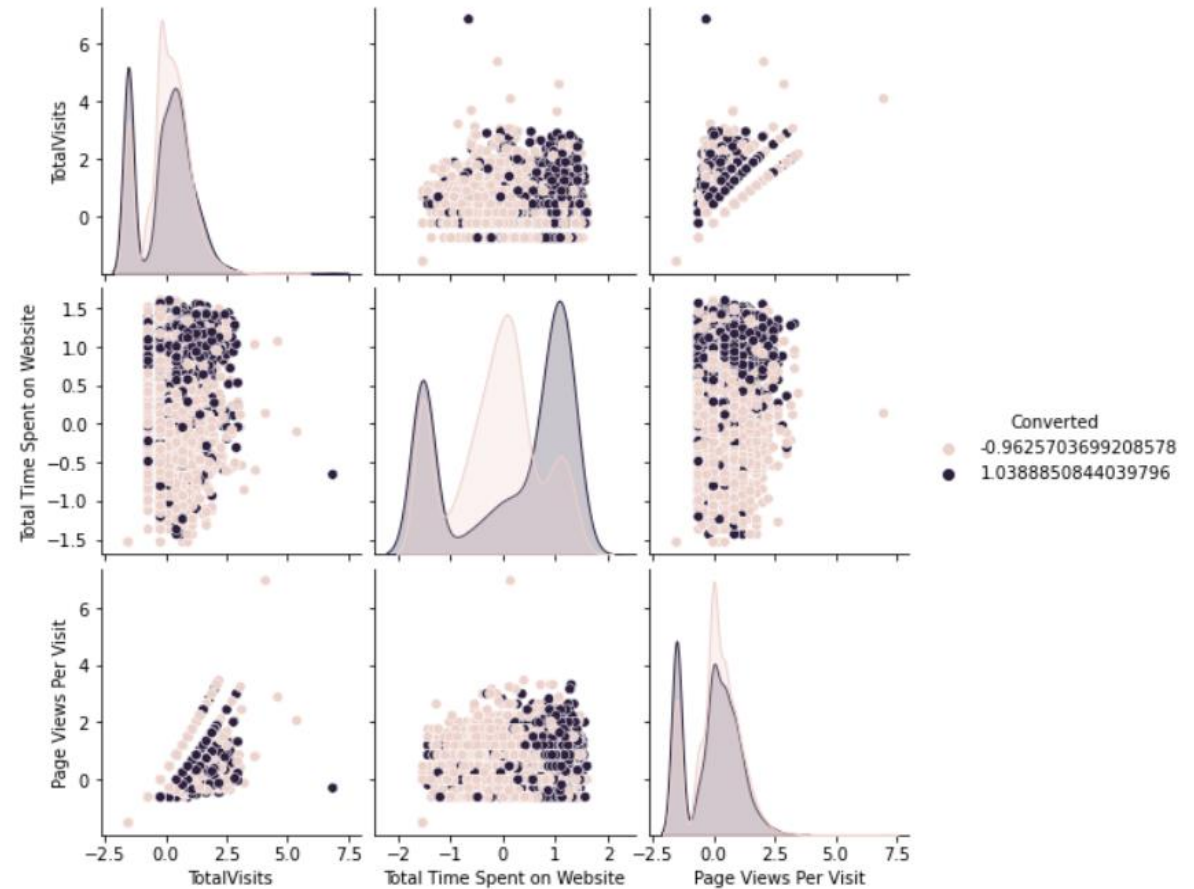 TotalVisits
6
4
2
0
Total Time Spent on Website
1.5
1.0
0.5
0.0
−0.5
−1.0
−1.5
Converted
-0.9625703699208578
1.0388850844039796
Page Views Per Visit
6
4
2
0
−2.5 0.0 2.5 5.0 7.5
−2 −1 0 1 2
−2.5 0.0 2.5 5.0 7.5
TotalVisits
Total Time Spent on Website
Page Views Per Visit